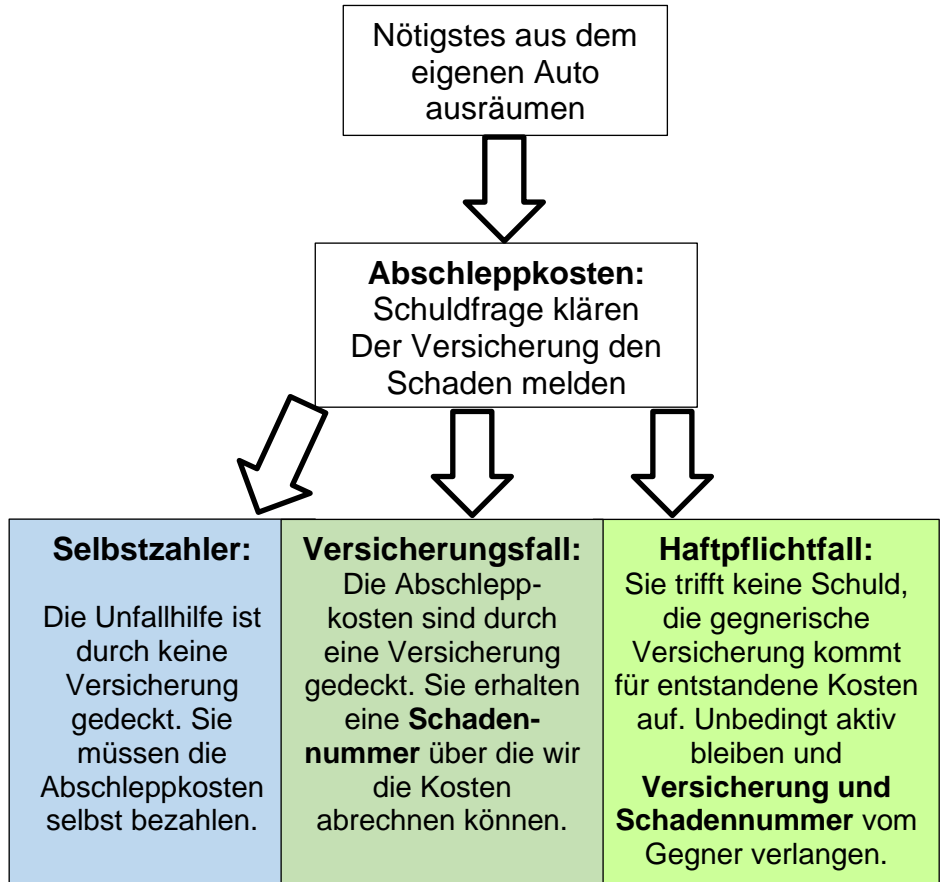 Nötigstes aus dem
eigenen Auto
ausräumen
Abschleppkosten:
Schuldfrage klären
Der Versicherung den
Schaden melden
Selbstzahler:
Die Unfallhilfe ist
durch keine
Versicherung
gedeckt. Sie
müssen die
Abschleppkosten
selbst bezahlen.
Versicherungsfall:
Die Abschlepp-
kosten sind durch
eine Versicherung
gedeckt. Sie erhalten
eine Schaden-
nummer über die wir
die Kosten
abrechnen können.
Haftpflichtfall:
Sie trifft keine Schuld,
die gegnerische
Versicherung kommt
für entstandene Kosten
auf. Unbedingt aktiv
bleiben und
Versicherung und
Schadennummer vom
Gegner verlangen.